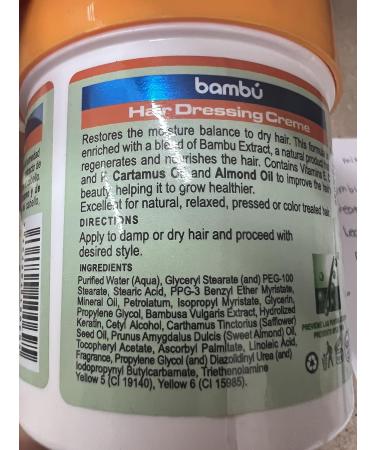 bambú
Hair Dressing Creme
Restores the moisture balance to dry hair. This formula is
enriched with a blend of Bambu Extract, a natural product
regenerates and nourishes the hair. Contains Vitamins E,
and F, Cartamus Oil and Almond Oil to improve the hair
beauty helping it to grow healthier.
Excellent for natural, relaxed, pressed or color treated hair.
DIRECTIONS
Apply to damp or dry hair and proceed with
desired style.
INGREDIENTS
Purified Water (Aqua), Glyceryl Stearate (and) PEG-100
Stearate, Stearic Acid, PPG-3 Benzyl Ether Myristate,
Mineral Oil, Petrolatum, Isopropyl Myristate, Glycerin,
Propylene Glycol, Bambusa Vulgaris Extract, Hydrolized
Keratin, Cetyl Alcohol, Carthamus Tinctorius (Safflower)
Seed Oil, Prunus Amygdalus Dulcis (Sweet Almond) Oil,
Tocopheryl Acetate, Ascorbyl Palmitate, Linoleic Acid,
Fragrance, Propylene Glycol (and) Diazolidinyl Urea (and)
Iodopropynyl Butylcarbamate, Triethanolamine
Yellow 5 (CI 19140), Yellow 6 (CI 15985).